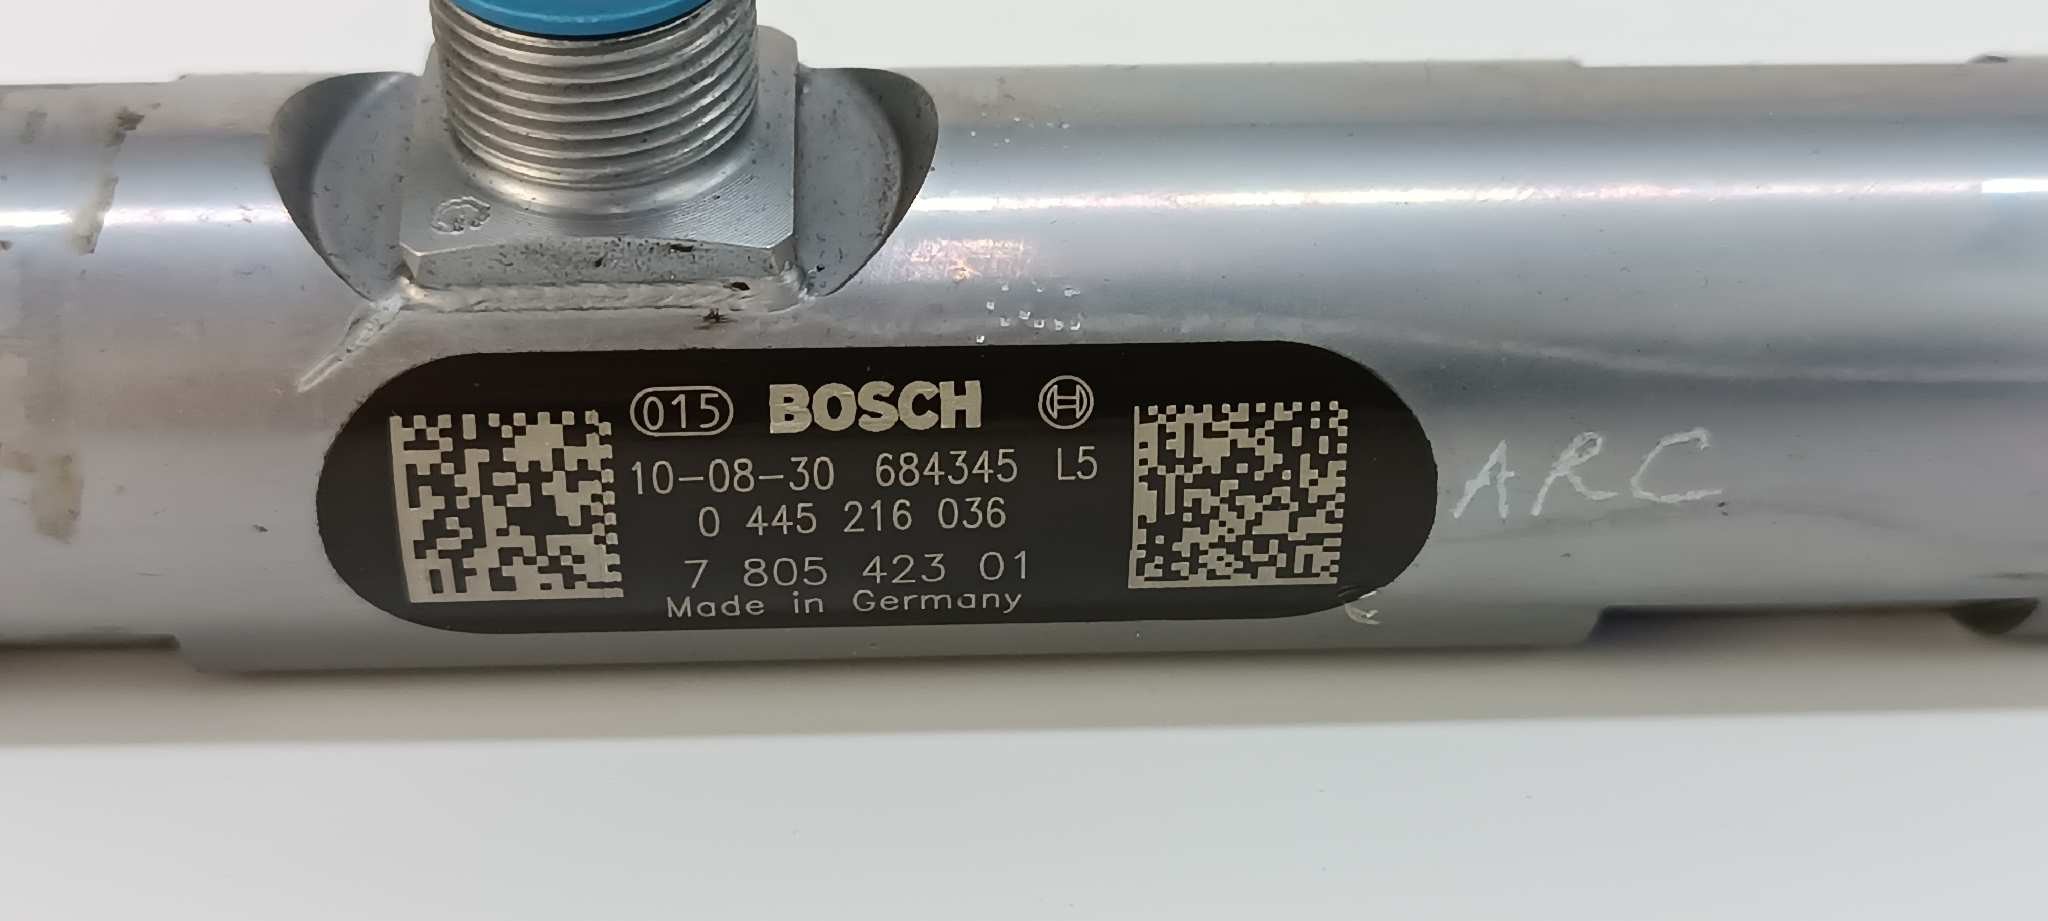 015 BOSCH
10-08-30 684345 L5
0 445 216 036
7 805 423 01
Made in Germany
ARC